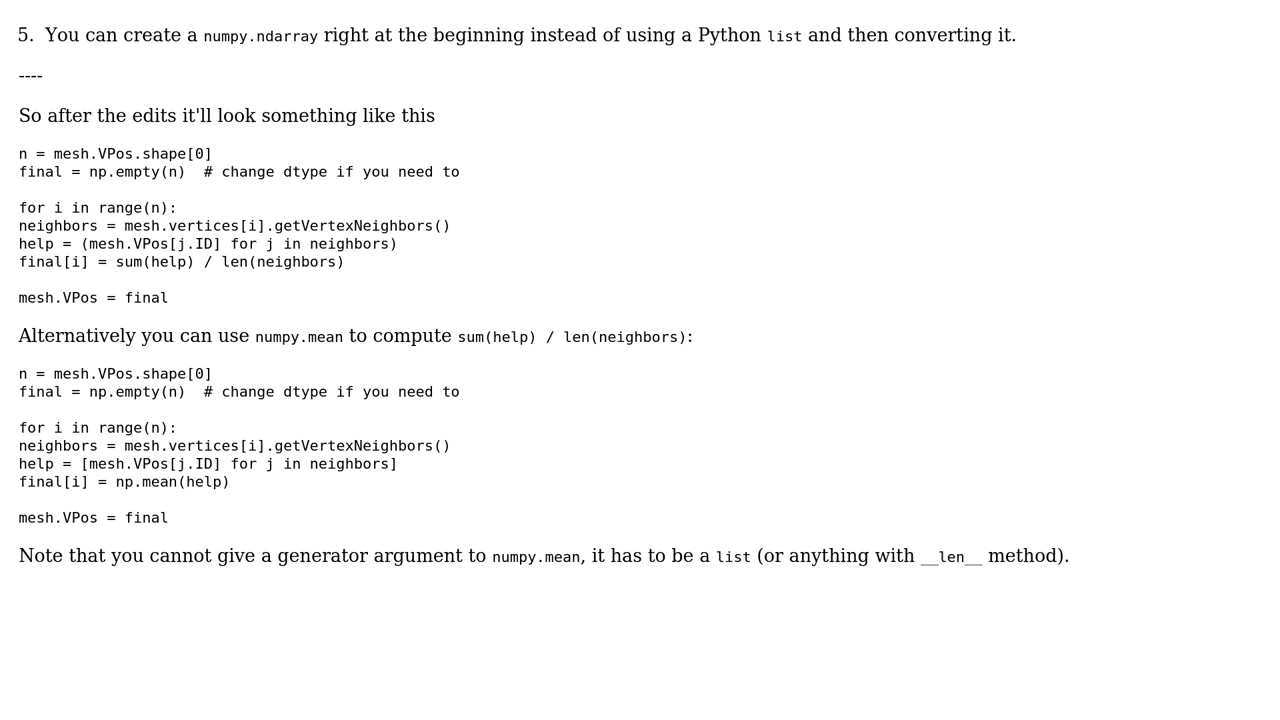 5. You can create a numpy.ndarray right at the beginning instead of using a Python list and then converting it.
----
So after the edits it'll look something like this
n = mesh.VPos.shape[0]
final = np.empty(n)  # change dtype if you need to
for i in range(n):
neighbors = mesh.vertices[i].getVertexNeighbors()
help = (mesh.VPos[j.ID] for j in neighbors)
final[i] = sum(help) / len(neighbors)
mesh.VPos = final
Alternatively you can use numpy.mean to compute sum(help) / len(neighbors):
n = mesh.VPos.shape[0]
final = np.empty(n)  # change dtype if you need to
for i in range(n):
neighbors = mesh.vertices[i].getVertexNeighbors()
help = [mesh.VPos[j.ID] for j in neighbors]
final[i] = np.mean(help)
mesh.VPos = final
Note that you cannot give a generator argument to numpy.mean, it has to be a list (or anything with __len__ method).